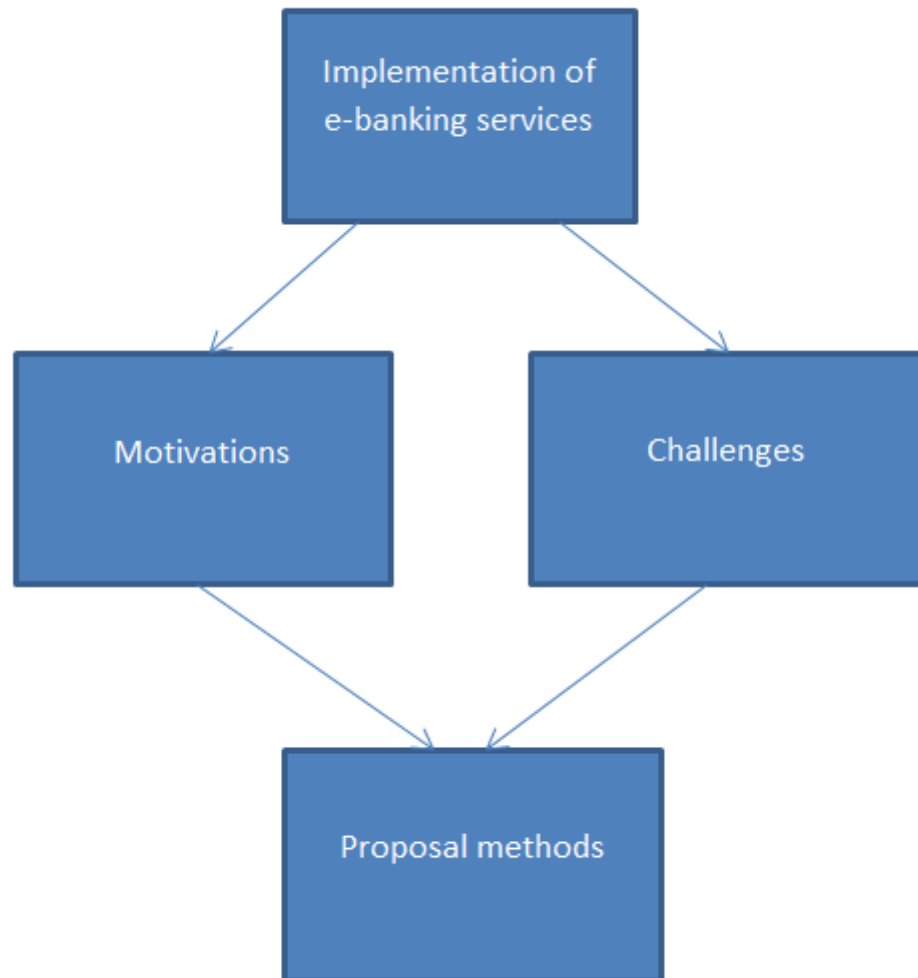 Implementation of
e-banking services
Motivations
Challenges
Proposal methods